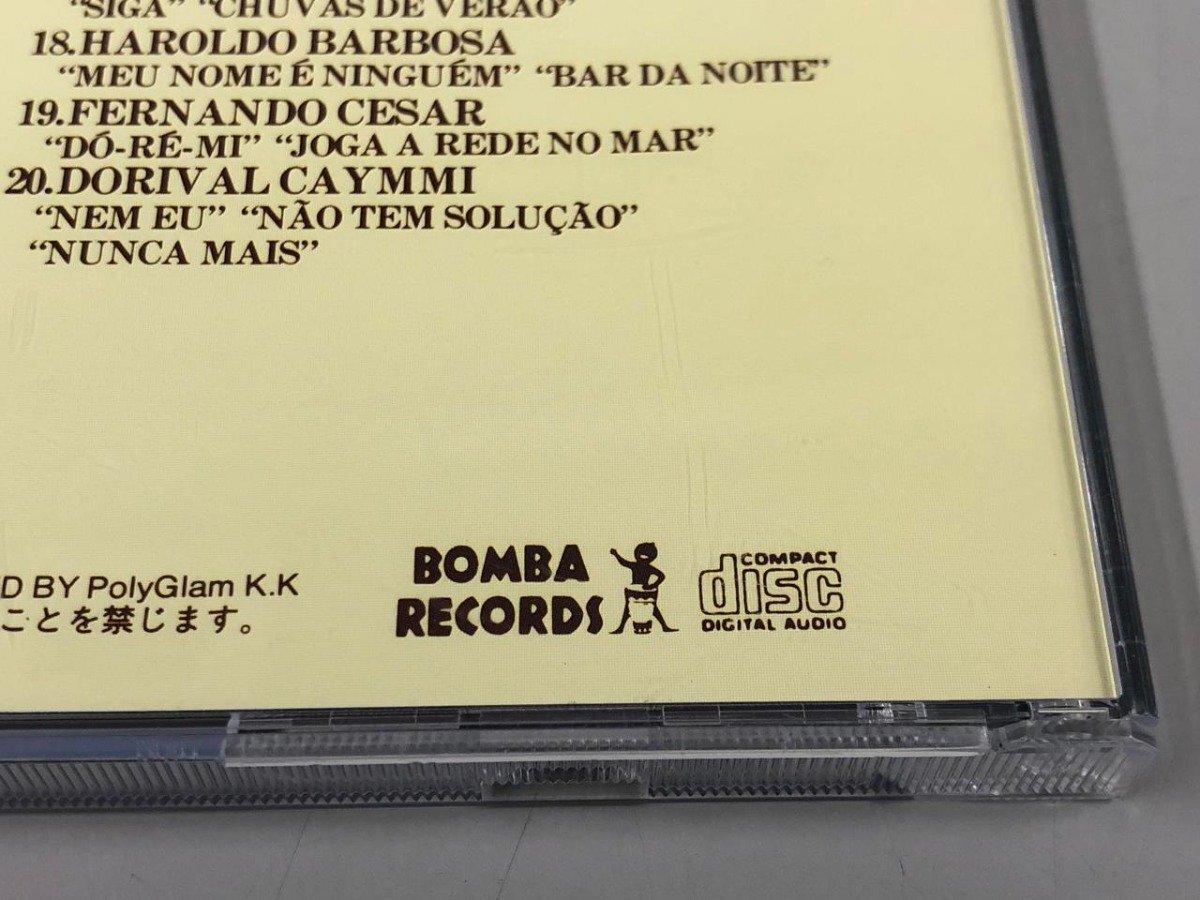 "SIGA" "CHUVAS DE VERÃO"
18.HAROLDO BARBOSA
"MEU NOME É NINGUÉM" "BAR DA NOITE"
19.FERNANDO CESAR
"DÓ-RÉ-MI" "JOGA A REDE NO MAR"
20.DORIVAL CAYMMI
"NEM EU" "NÃO TEM SOLUÇÃO"
"NUNCA MAIS"
D BY PolyGlam K.K
ことを禁じます。
BOMBA
RECORDS
COMPACT
disc
DIGITAL AUDIO